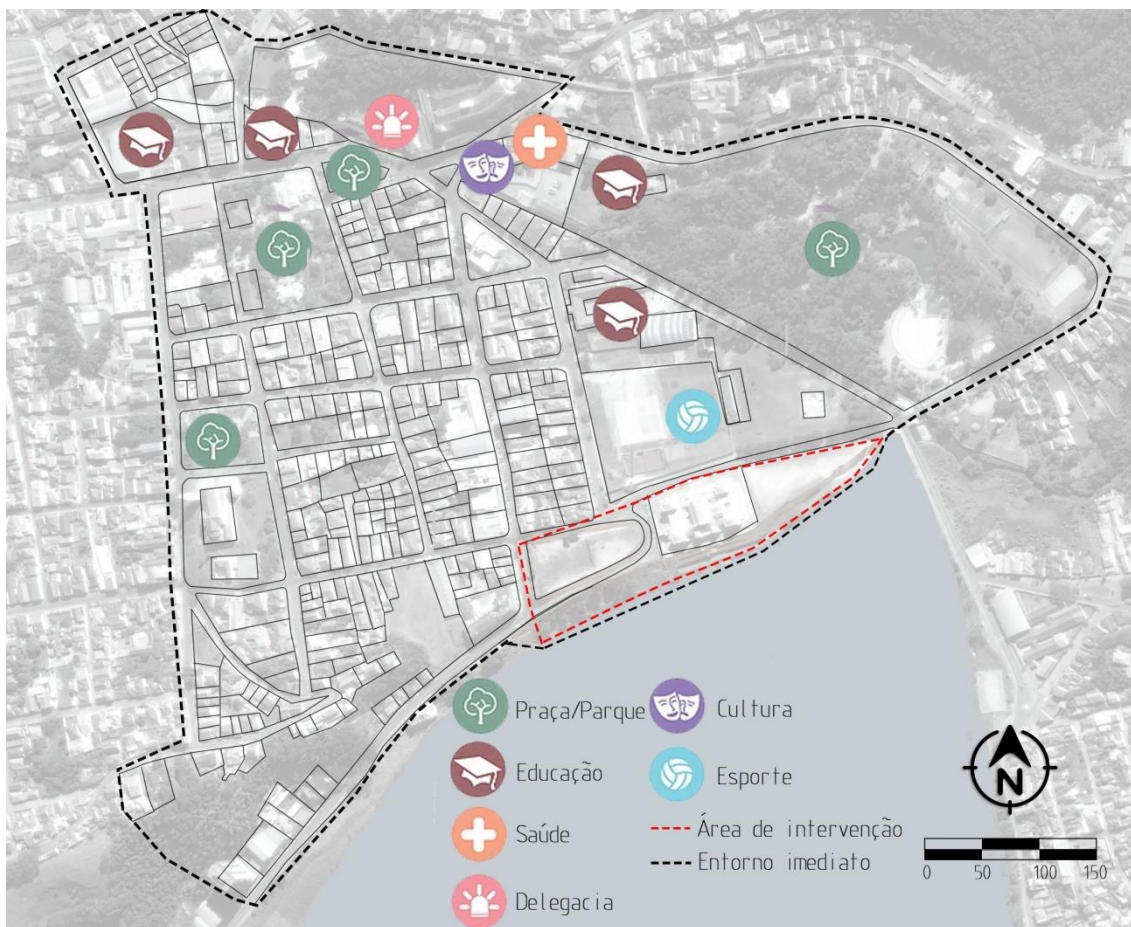 Praça/Parque
Educação
Saúde
Delegacia
Cultura
Esporte
Área de intervenção
Entorno imediato
N
0 50 100 150